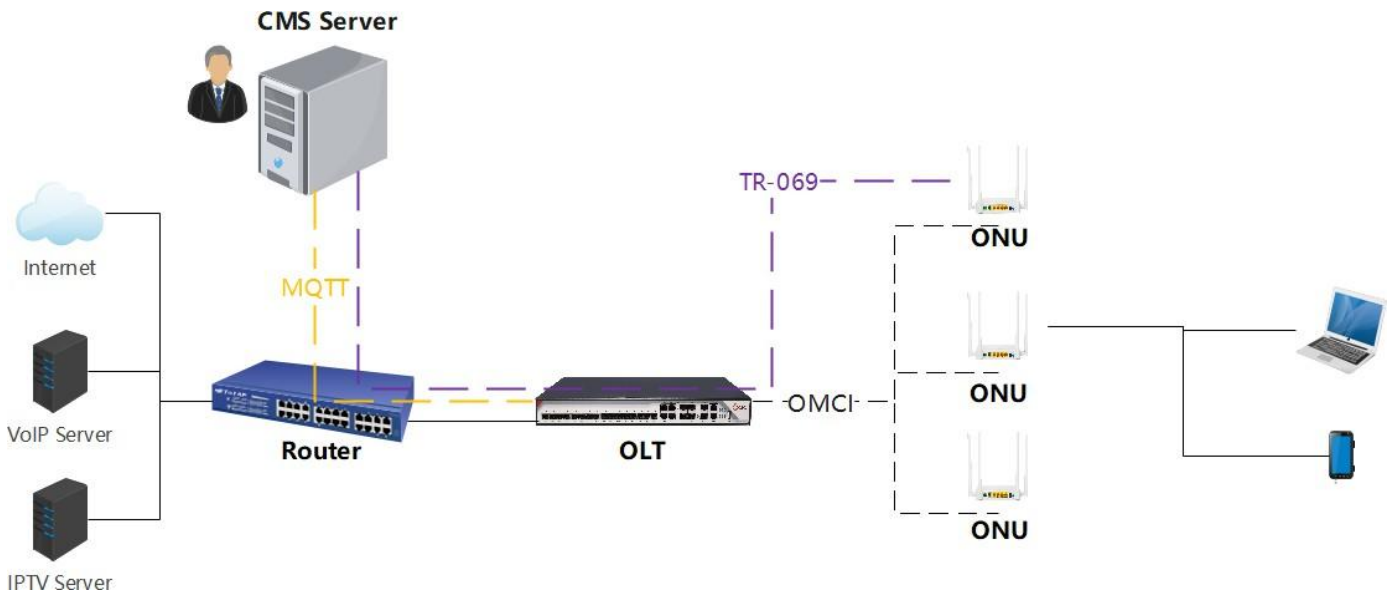 CMS Server
TR-069
ONU
Internet
MQTT
ONU
VoIP Server
Router
OLT
OMCI
ONU
IPTV Server